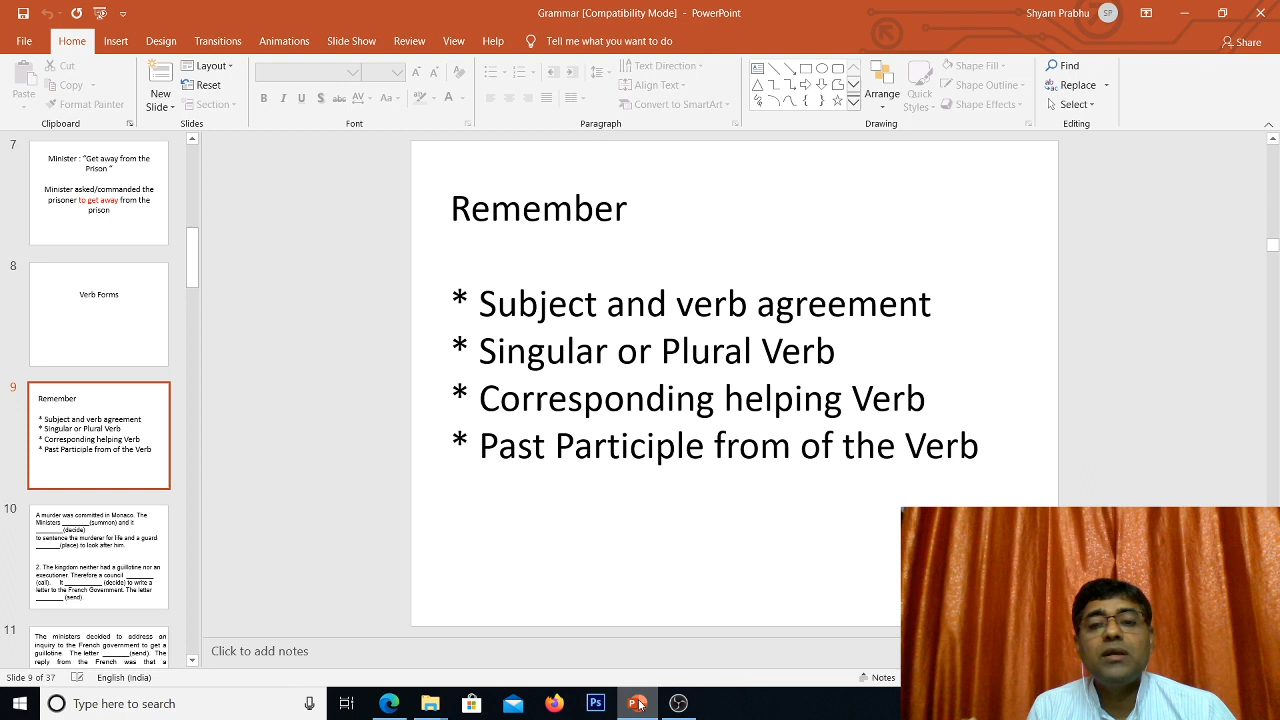 Grammar [Compatibility Mode] - PowerPoint
Shyam Prabhu SP
File Home Insert Design Transitions Animations Slide Show Review View Help Tell me what you want to do
Share
Paste
Cut
Copy
Format Painter
Clipboard
New Slide
Layout
Reset
Section
Slides
Font
Text Direction
Align Text
Convert to SmartArt
Paragraph
Arrange
Quick Styles
Shape Fill
Shape Outline
Shape Effects
Drawing
Find
Replace
Select
Editing
7
Minister : "Get away from the
Prison "
Minister asked/commanded the
prisoner to get away from the
prison
8
Verb Forms
9
Remember
* Subject and verb agreement
* Singular or Plural Verb
* Corresponding helping Verb
* Past Participle from of the Verb
10
A murder was committed in Monaco. The
Ministers ______(summon) and it
______(decide)
to sentence the murderer for life and a guard
______(place) to look after him.
2. The kingdom neither had a guillotine nor an
executioner. Therefore a council ______
(call). It ________ (decide) to write a
letter to the French Government. The letter
______ (send)
11
The ministers decided to address an
inquiry to the French government to get a
guillotine. The letter ______(send). The
reply from the French was that a
Remember
* Subject and verb agreement
* Singular or Plural Verb
* Corresponding helping Verb
* Past Participle from of the Verb
Click to add notes
Slide 9 of 37
English (India)
Notes
Type here to search
Ps